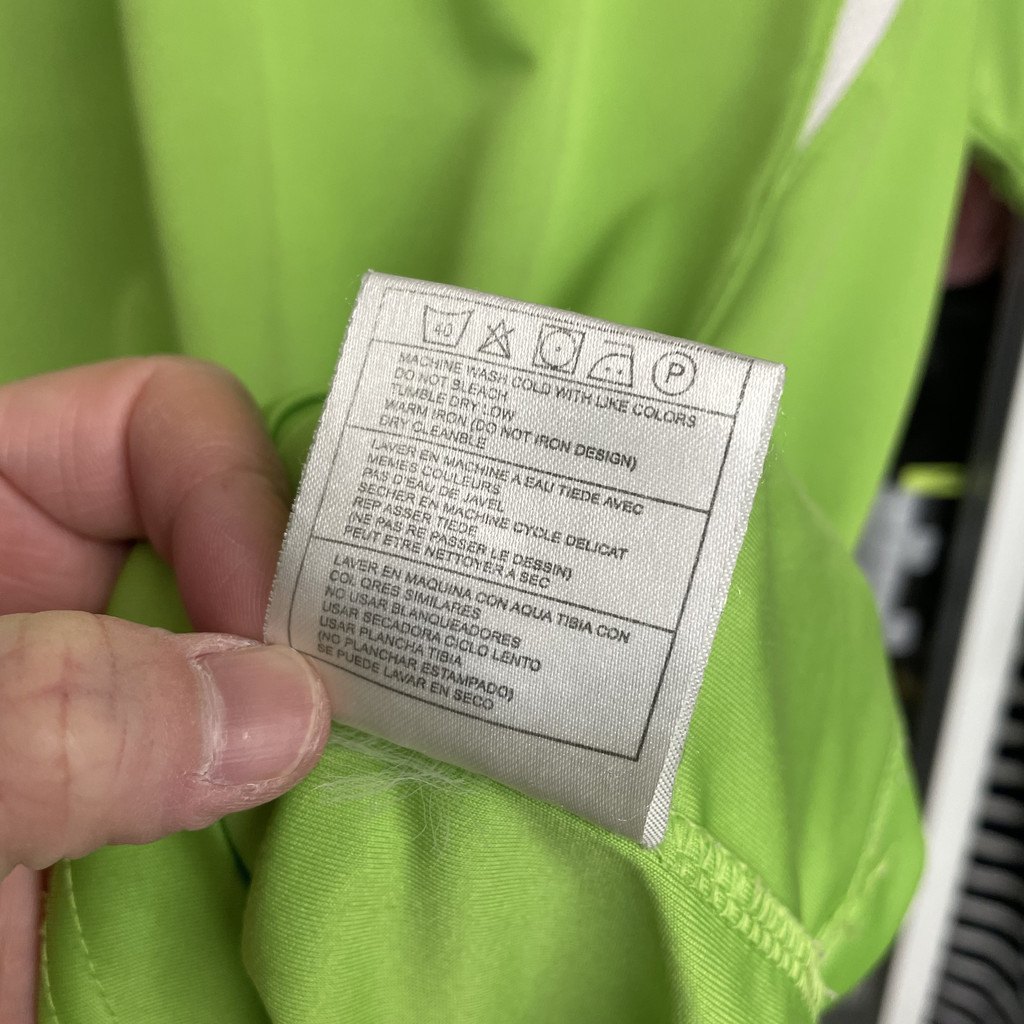 40 P
MACHINE WASH COLD WITH LIKE COLORS
DO NOT BLEACH
TUMBLE DRY LOW
WARM IRON (DO NOT IRON DESIGN)
DRY CLEANBLE
LAVER EN MACHINE A EAU TIEDE AVEC
MEMES COULEURS
PAS D'EAU DE JAVEL
SECHER EN MACHINE CYCLE DELICAT
REPASSER TIEDE
(NE PAS RE PASSER LE DESSIN)
PEUT ETRE NETTOYER A SEC
LAVER EN MAQUINA CON AQUA TIBIA CON
COL ORES SIMILARES
NO USAR BLANQUEADORES
USAR SECADORA CICLO LENTO
USAR PLANCHA TIBIA
(NO PLANCHAR ESTAMPADO)
SE PUEDE LAVAR EN SECO